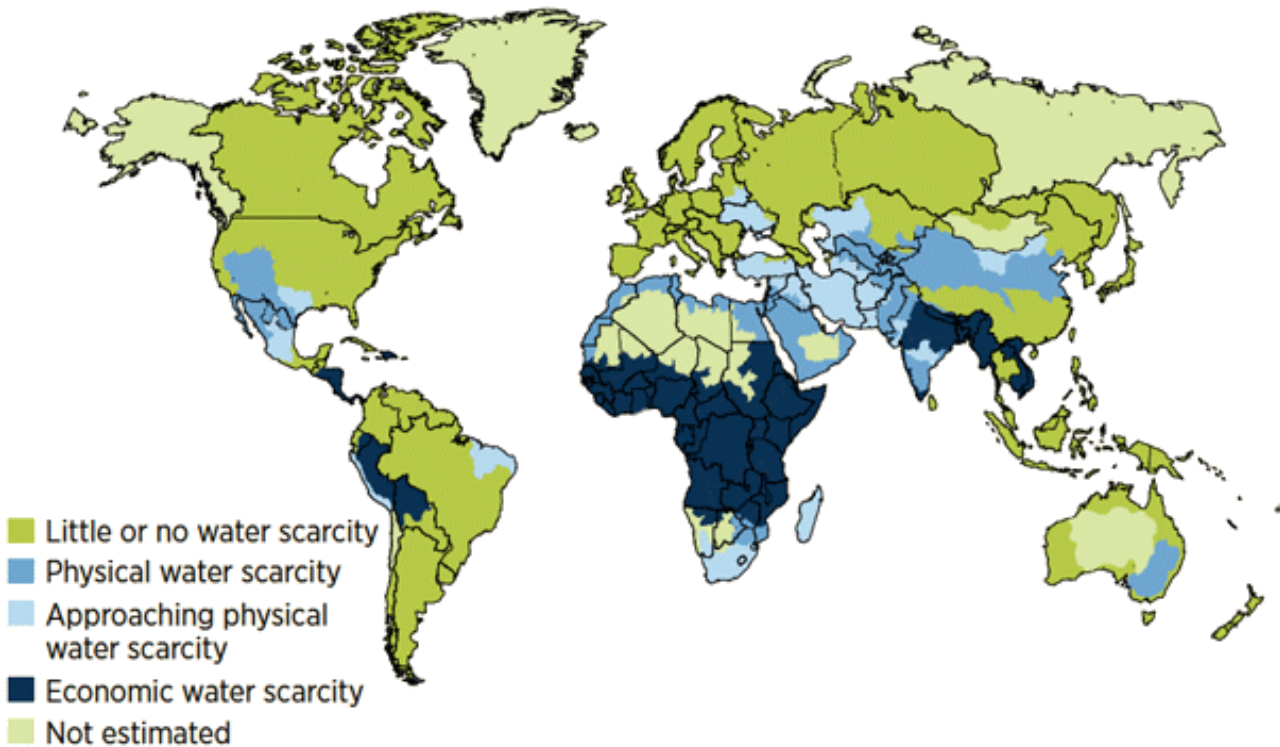 Little or no water scarcity
Physical water scarcity
Approaching physical
water scarcity
Economic water scarcity
Not estimated